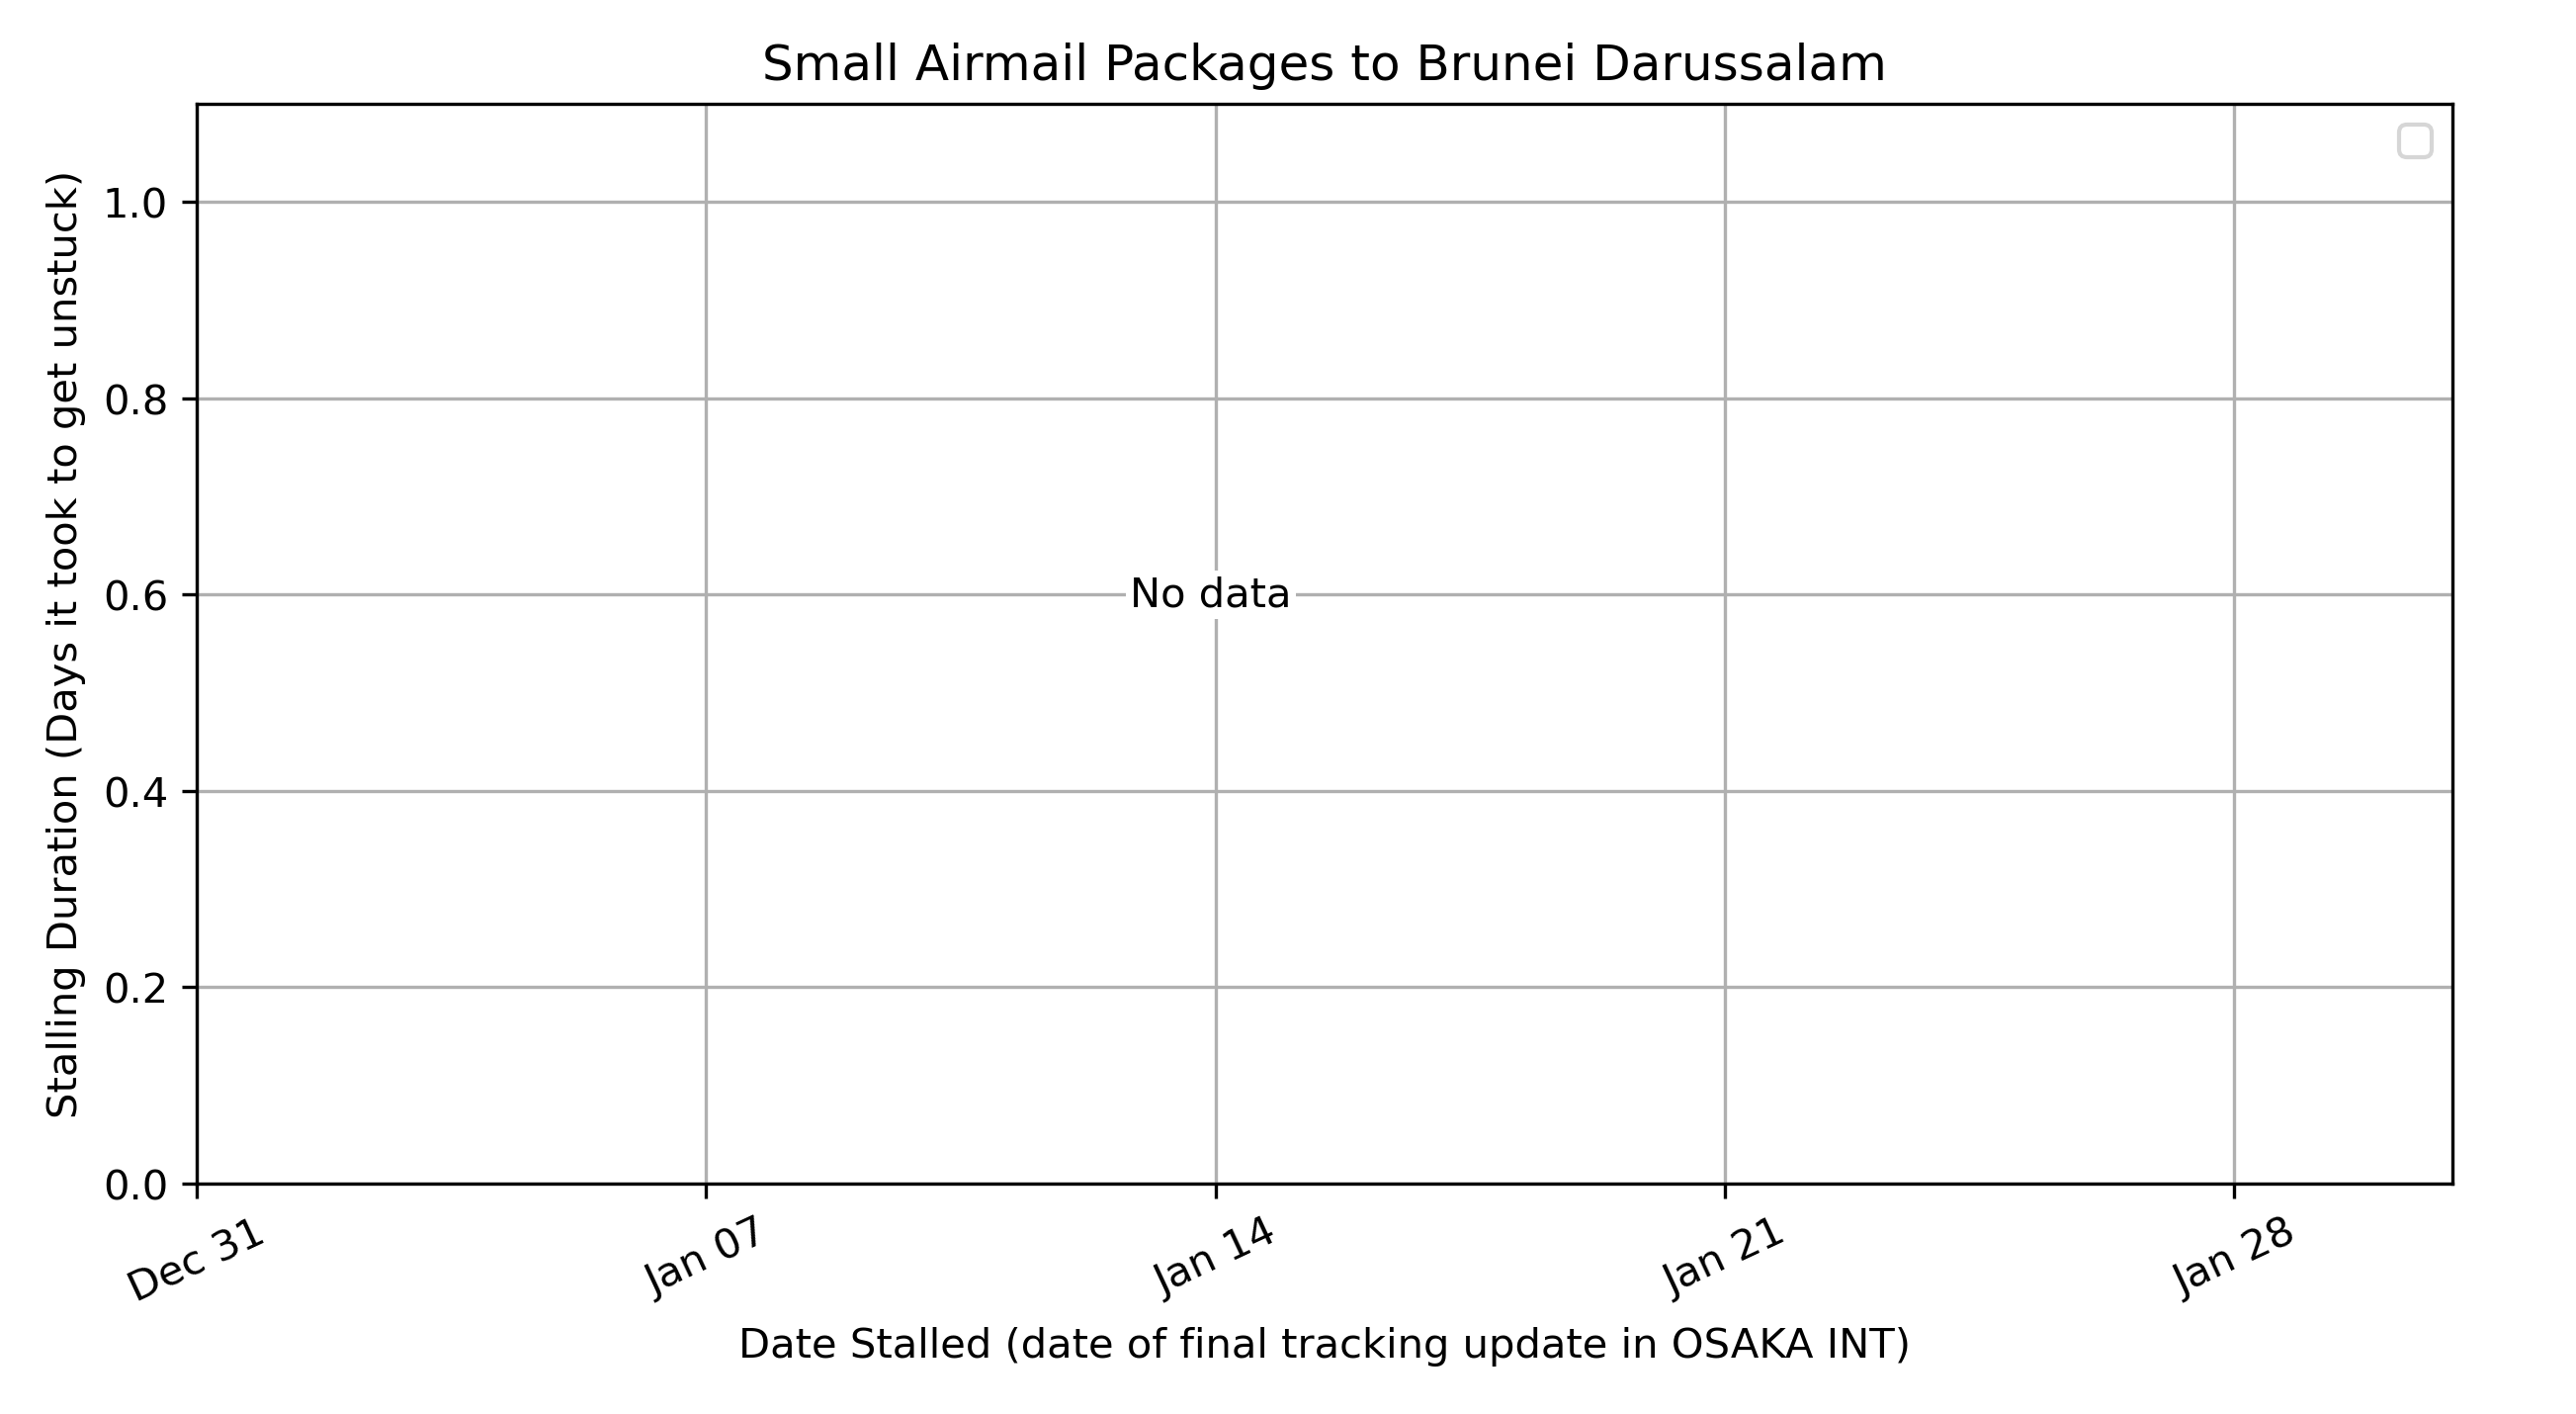 Small Airmail Packages to Brunei Darussalam
Stalling Duration (Days it took to get unstuck)
1.0
0.8
0.6
0.4
0.2
0.0
No data
Dec 31
Jan 07
Jan 14
Jan 21
Jan 28
Date Stalled (date of final tracking update in OSAKA INT)